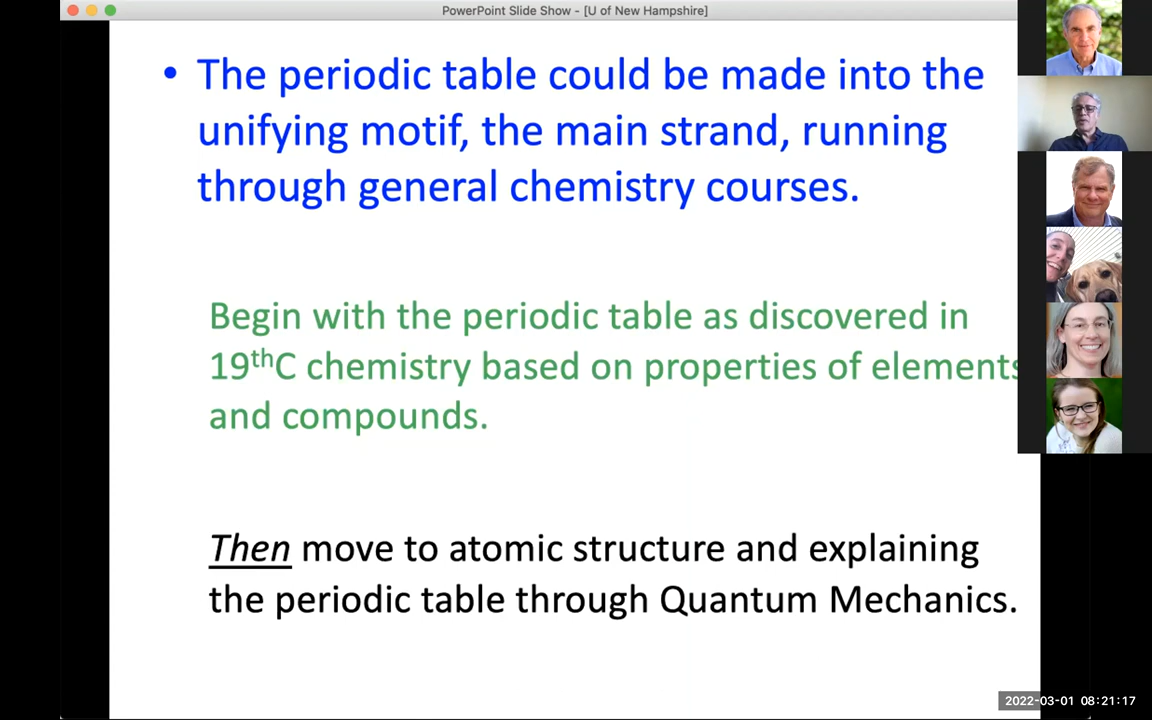 PowerPoint Slide Show - [U of New Hampshire]
• The periodic table could be made into the
unifying motif, the main strand, running
through general chemistry courses.
Begin with the periodic table as discovered in
19thC chemistry based on properties of elements
and compounds.
Then move to atomic structure and explaining
the periodic table through Quantum Mechanics.
2022-03-01 08:21:17